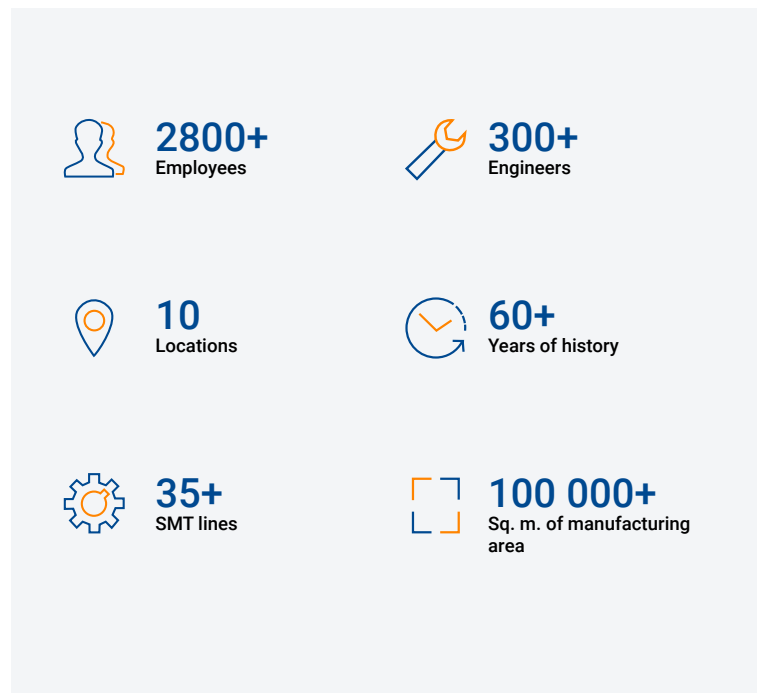 2800+
Employees
300+
Engineers
10
Locations
60+
Years of history
35+
SMT lines
100 000+
Sq. m. of manufacturing
area